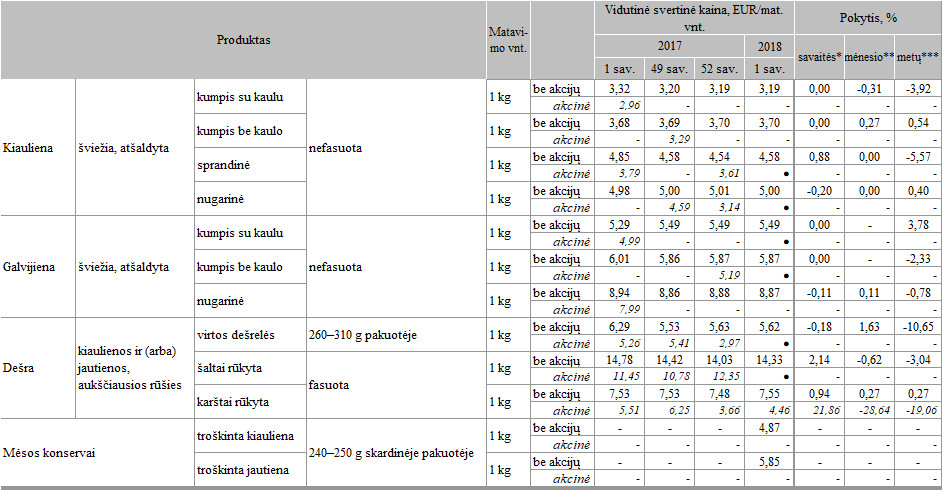 Produktas
Matavi-
mo vnt.
Vidutinė svertinė kaina, EUR/mat.
vnt.
Pokytis, %
2017 2018 savaitės* mėnesio** metų***
1 sav. 49 sav. 52 sav. 1 sav.
Kiauliena šviežia, atšaldyta nefasuota
kumpis su kaulu 1 kg be akcijų 3,32 3,20 3,19 3,19 0,00 -0,31 -3,92
akcinė 2,96 - - - - - -
kumpis be kaulo 1 kg be akcijų 3,68 3,69 3,70 3,70 0,00 0,27 0,54
akcinė - 3,29 - - - - -
sprandinė 1 kg be akcijų 4,85 4,58 4,54 4,58 0,88 0,00 -5,57
akcinė 3,79 - 3,61 ● - - -
nugarinė 1 kg be akcijų 4,98 5,00 5,01 5,00 -0,20 0,00 0,40
akcinė - 4,59 3,14 ● - - -
Galvijiena šviežia, atšaldyta nefasuota
kumpis su kaulu 1 kg be akcijų 5,29 5,49 5,49 5,49 0,00 - 3,78
akcinė 4,99 - - ● - - -
kumpis be kaulo 1 kg be akcijų 6,01 5,86 5,87 5,87 0,00 - -2,33
akcinė - - 5,19 ● - - -
nugarinė 1 kg be akcijų 8,94 8,86 8,88 8,87 -0,11 0,11 -0,78
akcinė 7,99 - - - - - -
Dešra
kiaulienos ir (arba)
jautienos,
aukščiausios rūšies
virtos dešrelės 260–310 g pakuotėje 1 kg be akcijų 6,29 5,53 5,63 5,62 -0,18 1,63 -10,65
akcinė 5,26 5,41 2,97 ● - - -
šaltai rūkyta fasuota 1 kg be akcijų 14,78 14,42 14,03 14,33 2,14 -0,62 -3,04
akcinė 11,45 10,78 12,35 ● - - -
karštai rūkyta 1 kg be akcijų 7,53 7,53 7,48 7,55 0,94 0,27 0,27
akcinė 5,51 6,25 3,66 4,46 21,86 -28,64 -19,06
Mėsos konservai 240–250 g skardinėje pakuotėje
troškinta kiauliena 1 kg be akcijų - - - 4,87 - - -
akcinė - - - - - - -
troškinta jautiena 1 kg be akcijų - - - 5,85 - - -
akcinė - - - - - - -